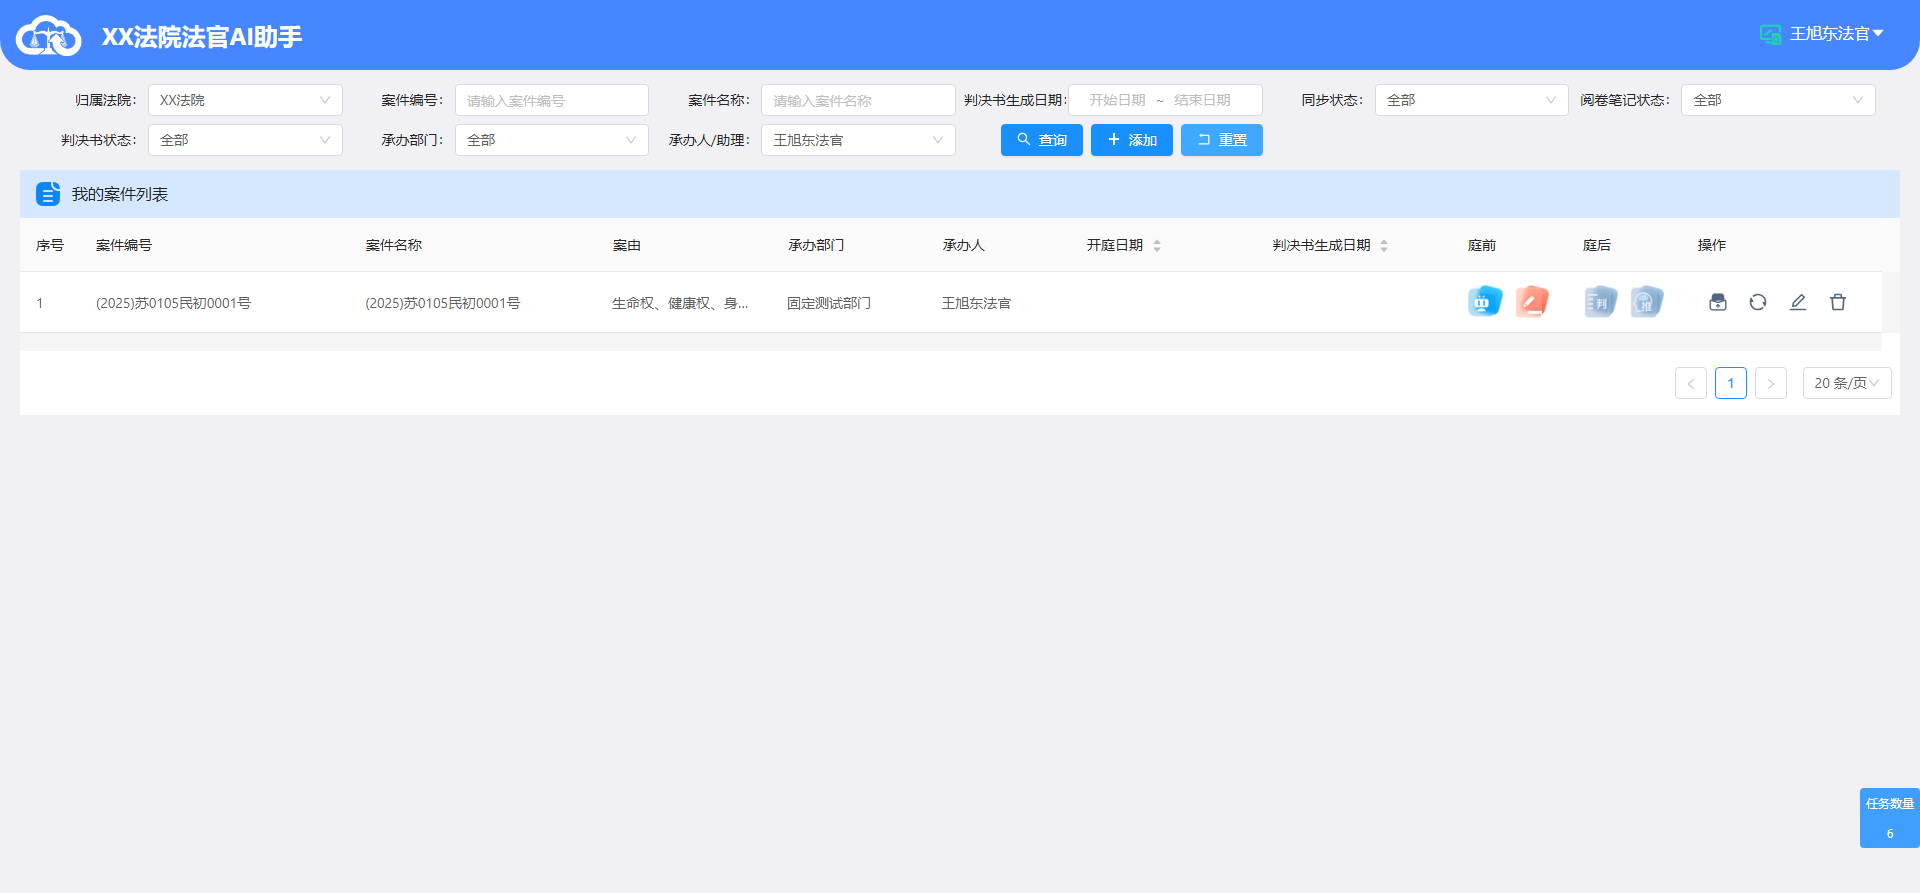 XX法院法官AI助手
王旭东法官
归属法院: XX法院 案件编号: 请输入案件编号 案件名称: 请输入案件名称 判决书生成日期: 开始日期 ~ 结束日期 同步状态: 全部 阅卷笔记状态: 全部
判决书状态: 全部 承办部门: 全部 承办人/助理: 王旭东法官 查询 添加 重置
我的案件列表
序号 案件编号 案件名称 案由 承办部门 承办人 开庭日期 判决书生成日期 庭前 庭后 操作
1 (2025)苏0105民初0001号 (2025)苏0105民初0001号 生命权、健康权、身... 固定测试部门 王旭东法官 判 推
< 1 > 20 条/页
任务数量
6